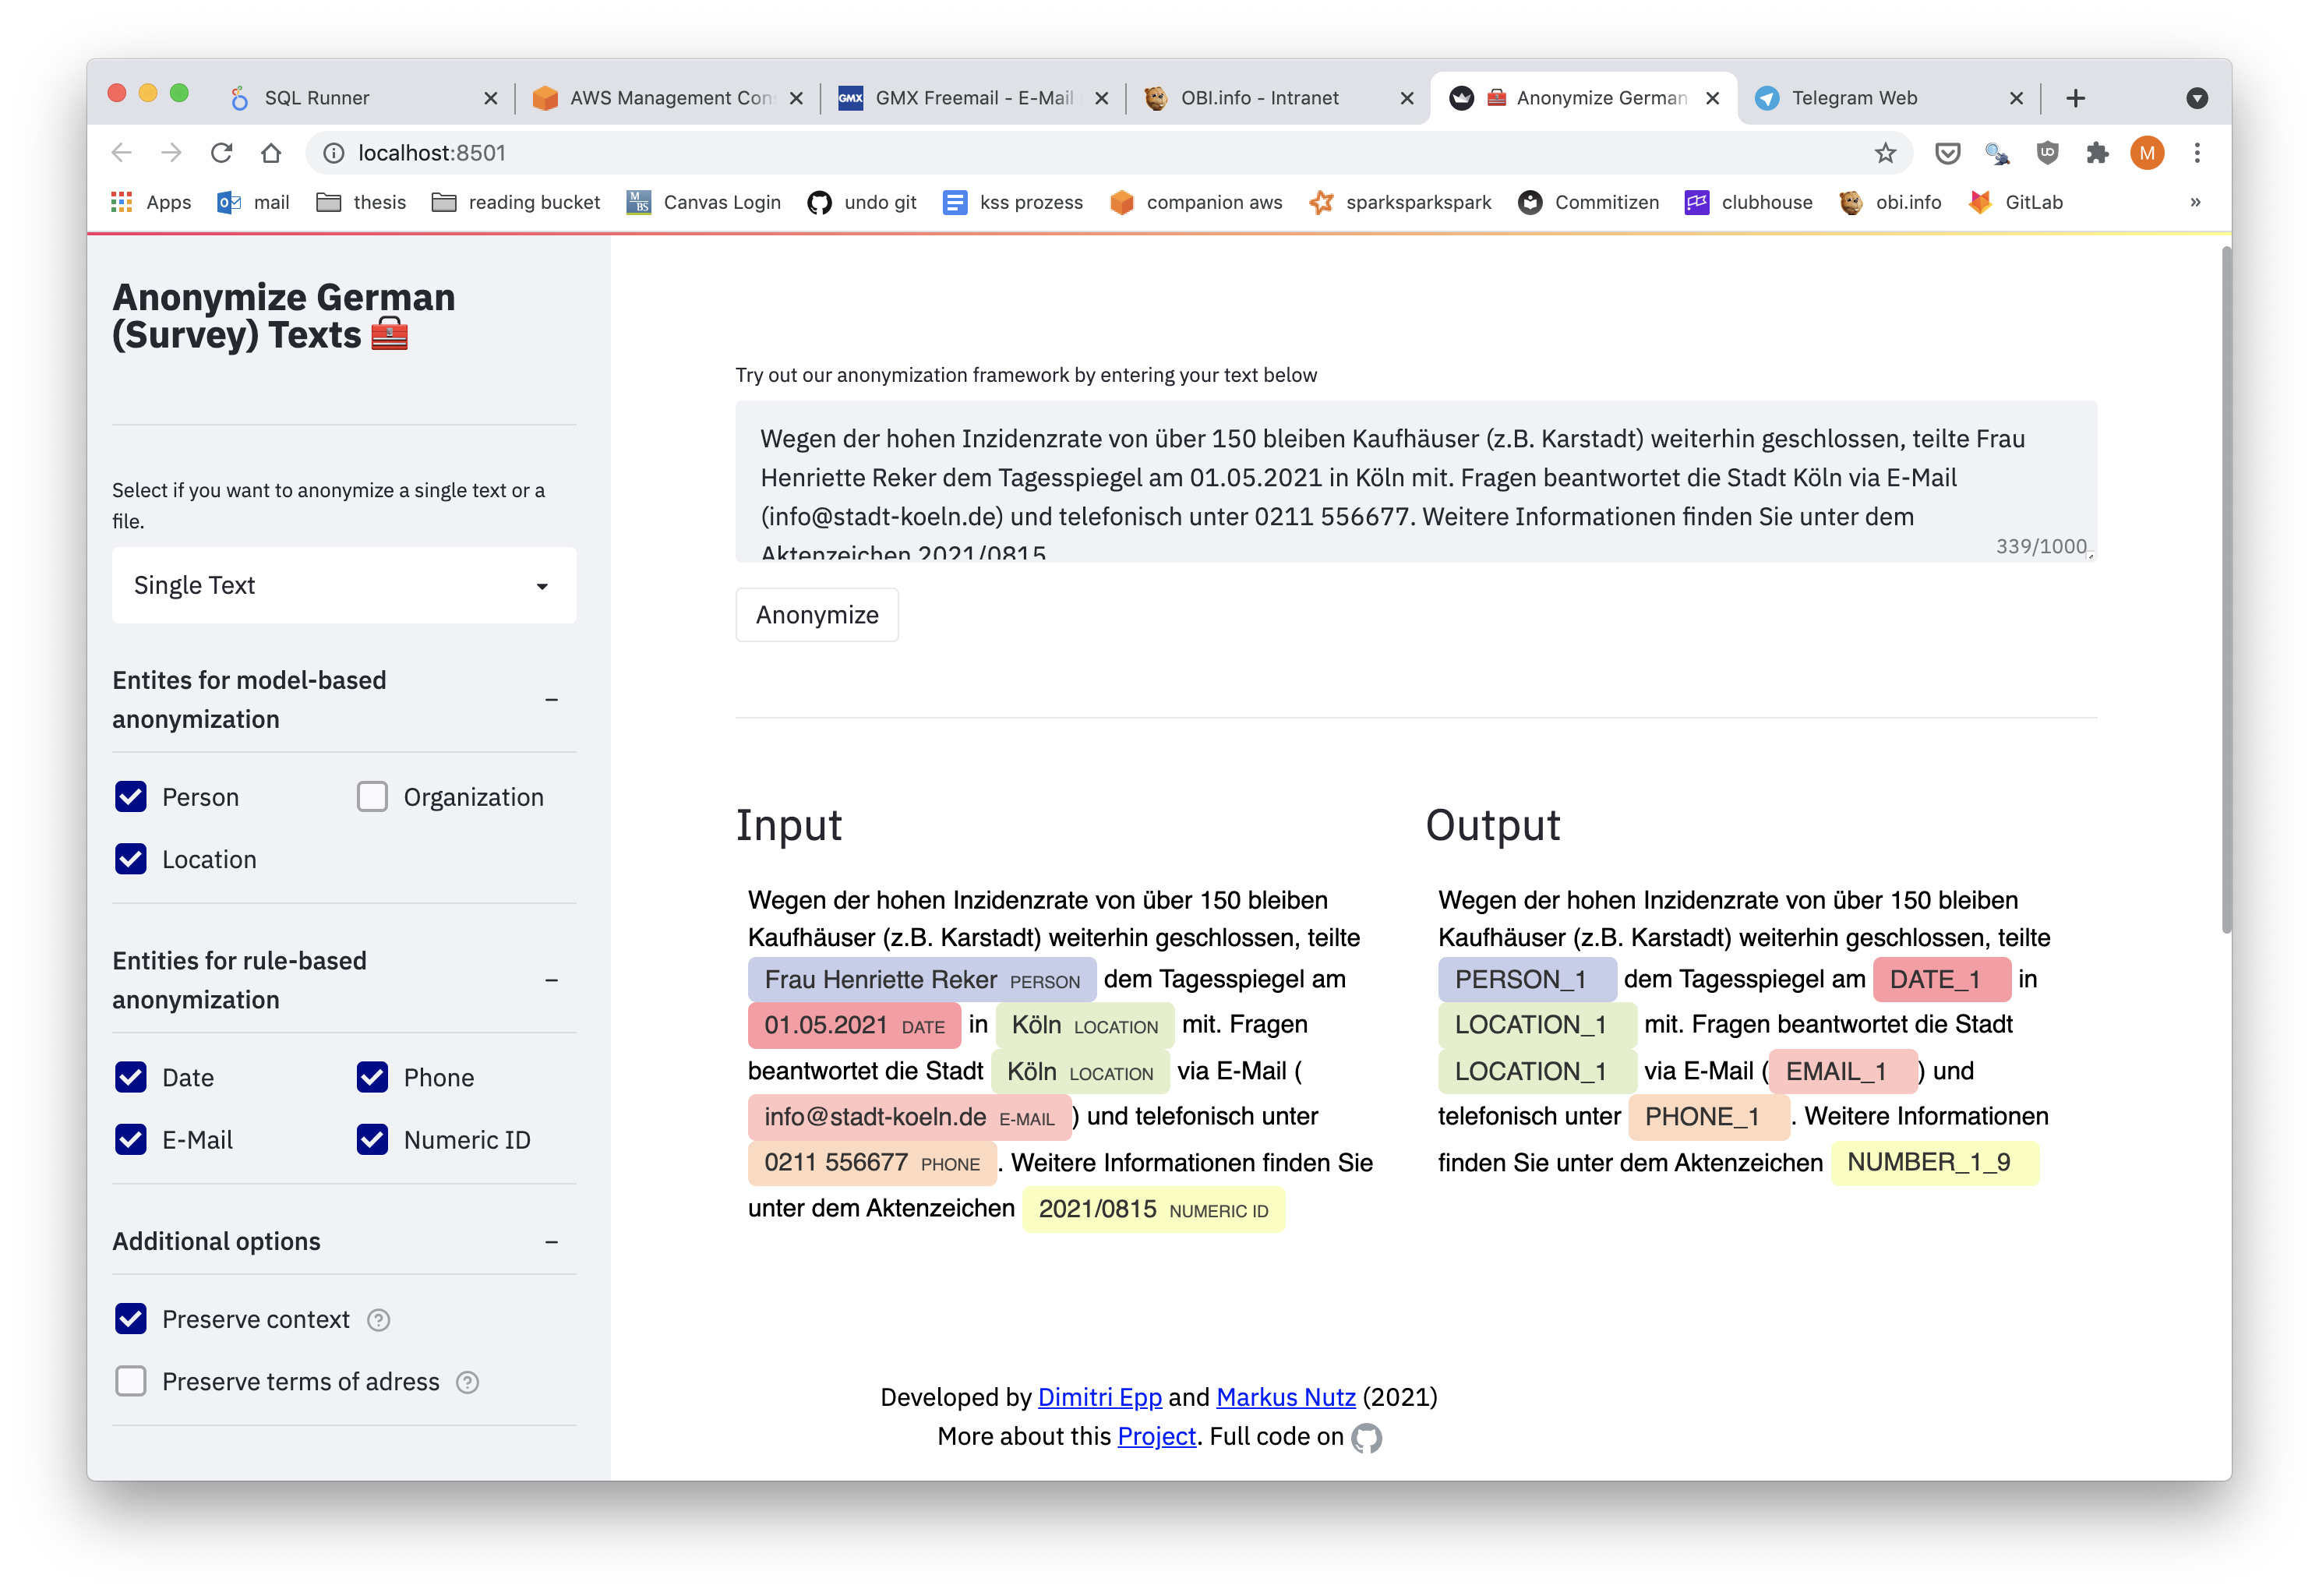 SQL Runner
AWS Management Con
GMX
GMX Freemail - E-Mail
OBI.info - Intranet
Anonymize German
Telegram Web
localhost:8501
M
Apps
mail
thesis
reading bucket
MBS
Canvas Login
undo git
kss prozess
companion aws
sparksparkspark
Commitizen
clubhouse
obi.info
GitLab
»
Anonymize German
(Survey) Texts
Select if you want to anonymize a single text or a
file.
Single Text
Entites for model-based
anonymization
Person
Organization
Location
Entities for rule-based
anonymization
Date
Phone
E-Mail
Numeric ID
Additional options
Preserve context
Preserve terms of adress
Try out our anonymization framework by entering your text below
Wegen der hohen Inzidenzrate von über 150 bleiben Kaufhäuser (z.B. Karstadt) weiterhin geschlossen, teilte Frau
Henriette Reker dem Tagesspiegel am 01.05.2021 in Köln mit. Fragen beantwortet die Stadt Köln via E-Mail
(info@stadt-koeln.de) und telefonisch unter 0211 556677. Weitere Informationen finden Sie unter dem
Aktenzeichen 2021/0815
339/1000
Anonymize
Input
Wegen der hohen Inzidenzrate von über 150 bleiben
Kaufhäuser (z.B. Karstadt) weiterhin geschlossen, teilte
Frau Henriette Reker PERSON dem Tagesspiegel am
01.05.2021 DATE in Köln LOCATION mit. Fragen
beantwortet die Stadt Köln LOCATION via E-Mail (
info@stadt-koeln.de E-MAIL ) und telefonisch unter
0211 556677 PHONE . Weitere Informationen finden Sie
unter dem Aktenzeichen 2021/0815 NUMERIC ID
Output
Wegen der hohen Inzidenzrate von über 150 bleiben
Kaufhäuser (z.B. Karstadt) weiterhin geschlossen, teilte
PERSON_1 dem Tagesspiegel am DATE_1 in
LOCATION_1 mit. Fragen beantwortet die Stadt
LOCATION_1 via E-Mail ( EMAIL_1 ) und
telefonisch unter PHONE_1 . Weitere Informationen
finden Sie unter dem Aktenzeichen NUMBER_1_9
Developed by Dimitri Epp and Markus Nutz (2021)
More about this Project. Full code on